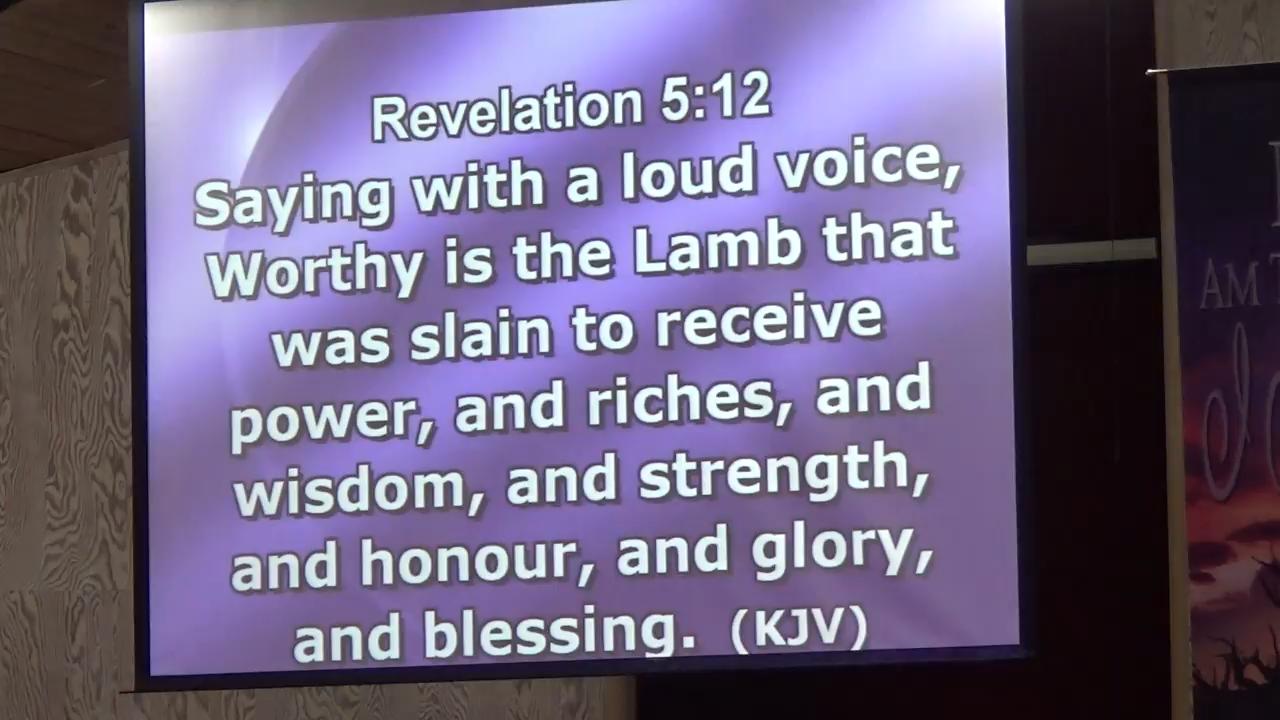 Revelation 5:12
Saying with a loud voice,
Worthy is the Lamb that
was slain to receive
power, and riches, and
wisdom, and strength,
and honour, and glory,
and blessing. (KJV)
AM